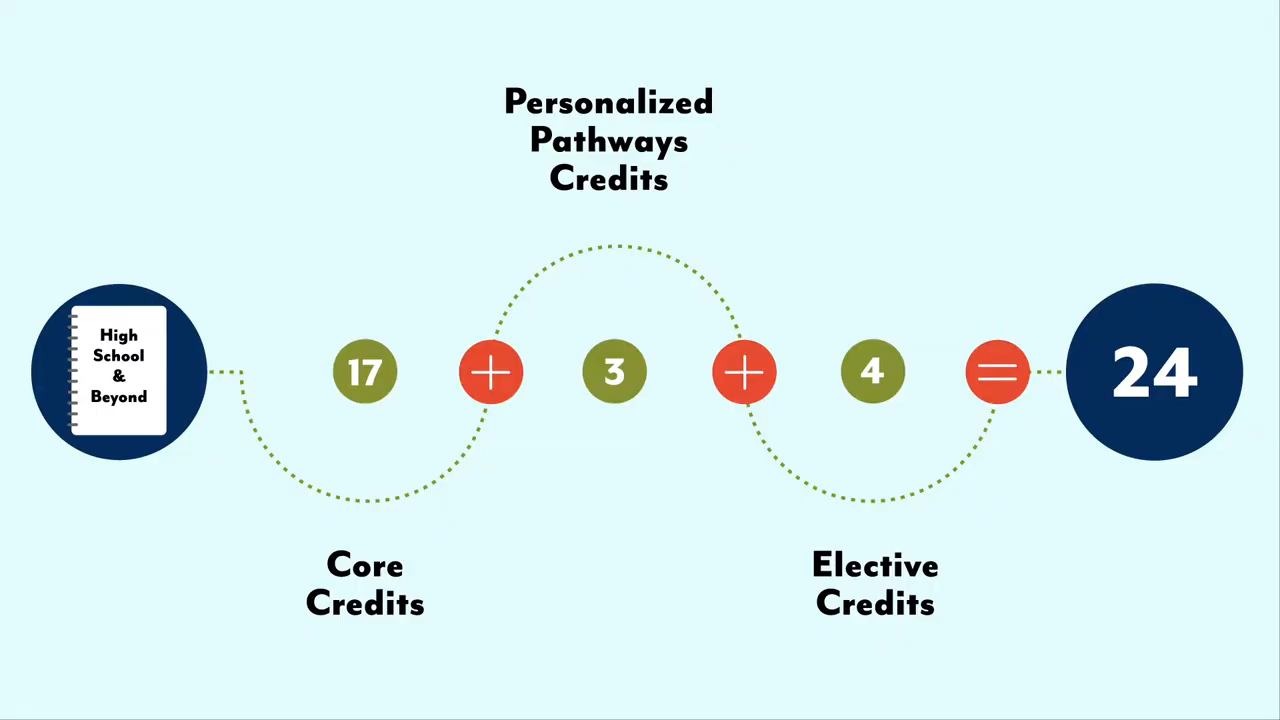 Personalized
Pathways
Credits
High
School
&
Beyond
17
+
3
+
4
=
24
Core
Credits
Elective
Credits